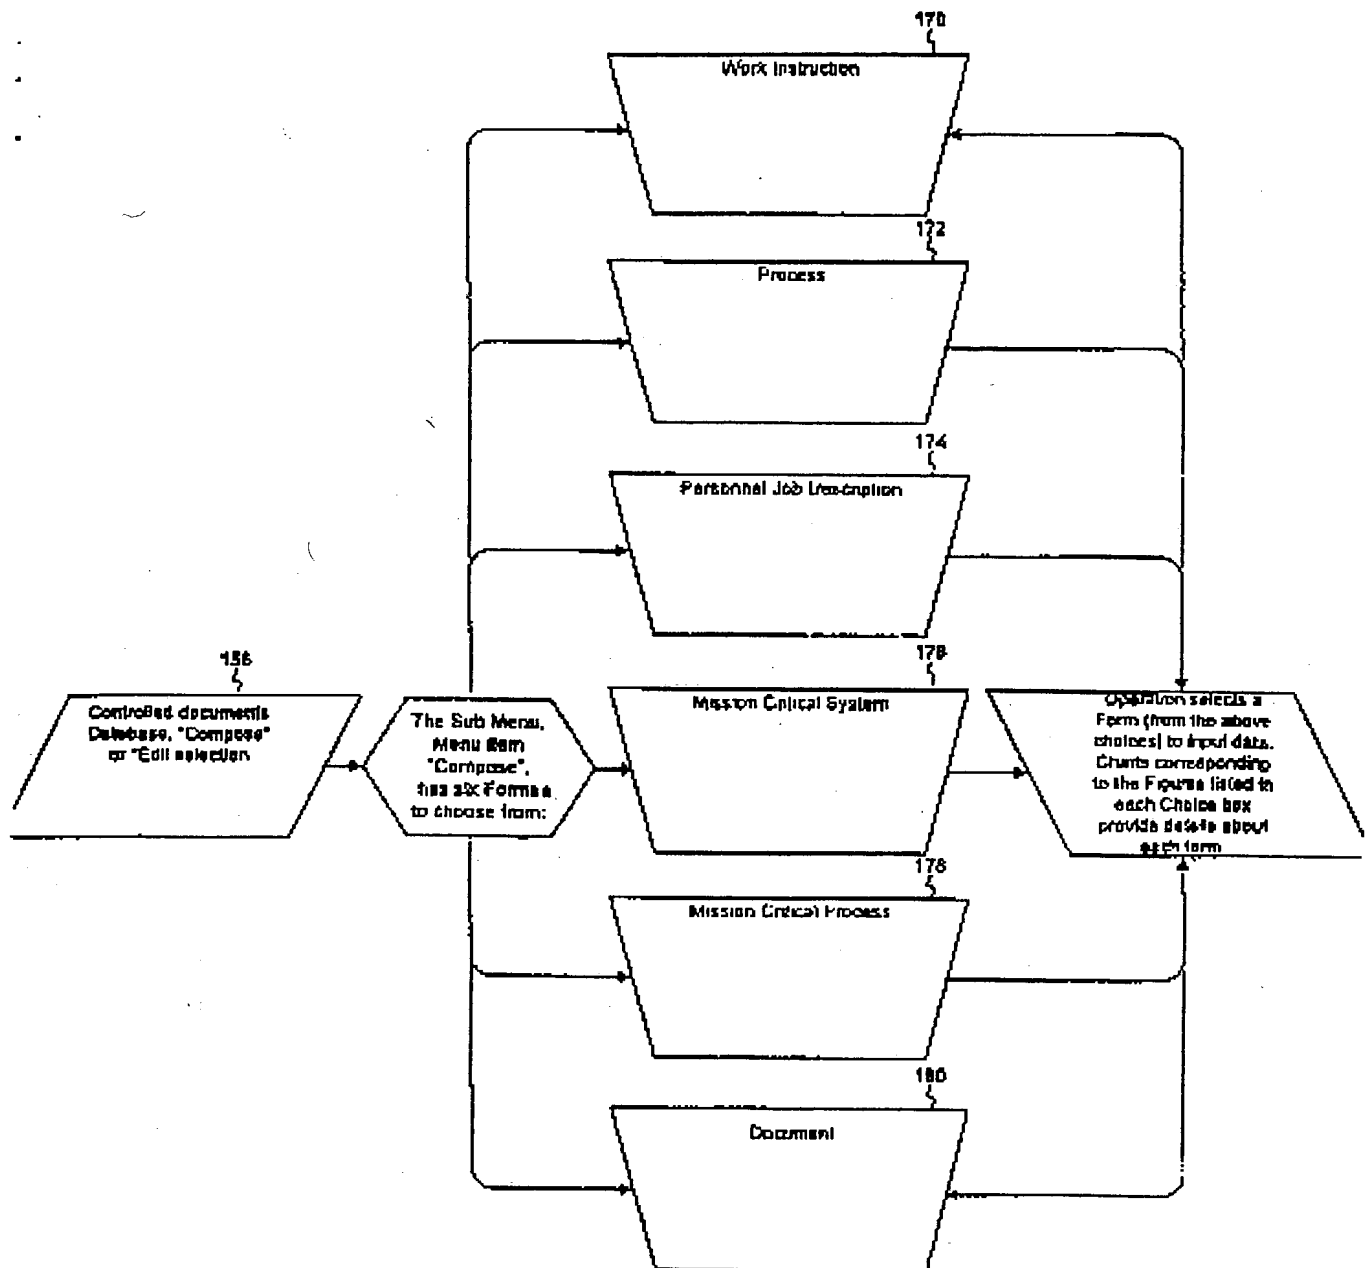 170
Work Instruction
172
Process
174
Personnel Job Description
156
Controlled documents
Database, "Compose"
or "Edit selection
The Sub Menu,
Menu item
"Compose",
has six Forms
to choose from:
Mission Critical System
Operation selects a
Form (from the above
choices) to input data.
Charts corresponding
to the Figures listed in
each Choice box
provide details about
each form
178
Mission Critical Process
180
Document